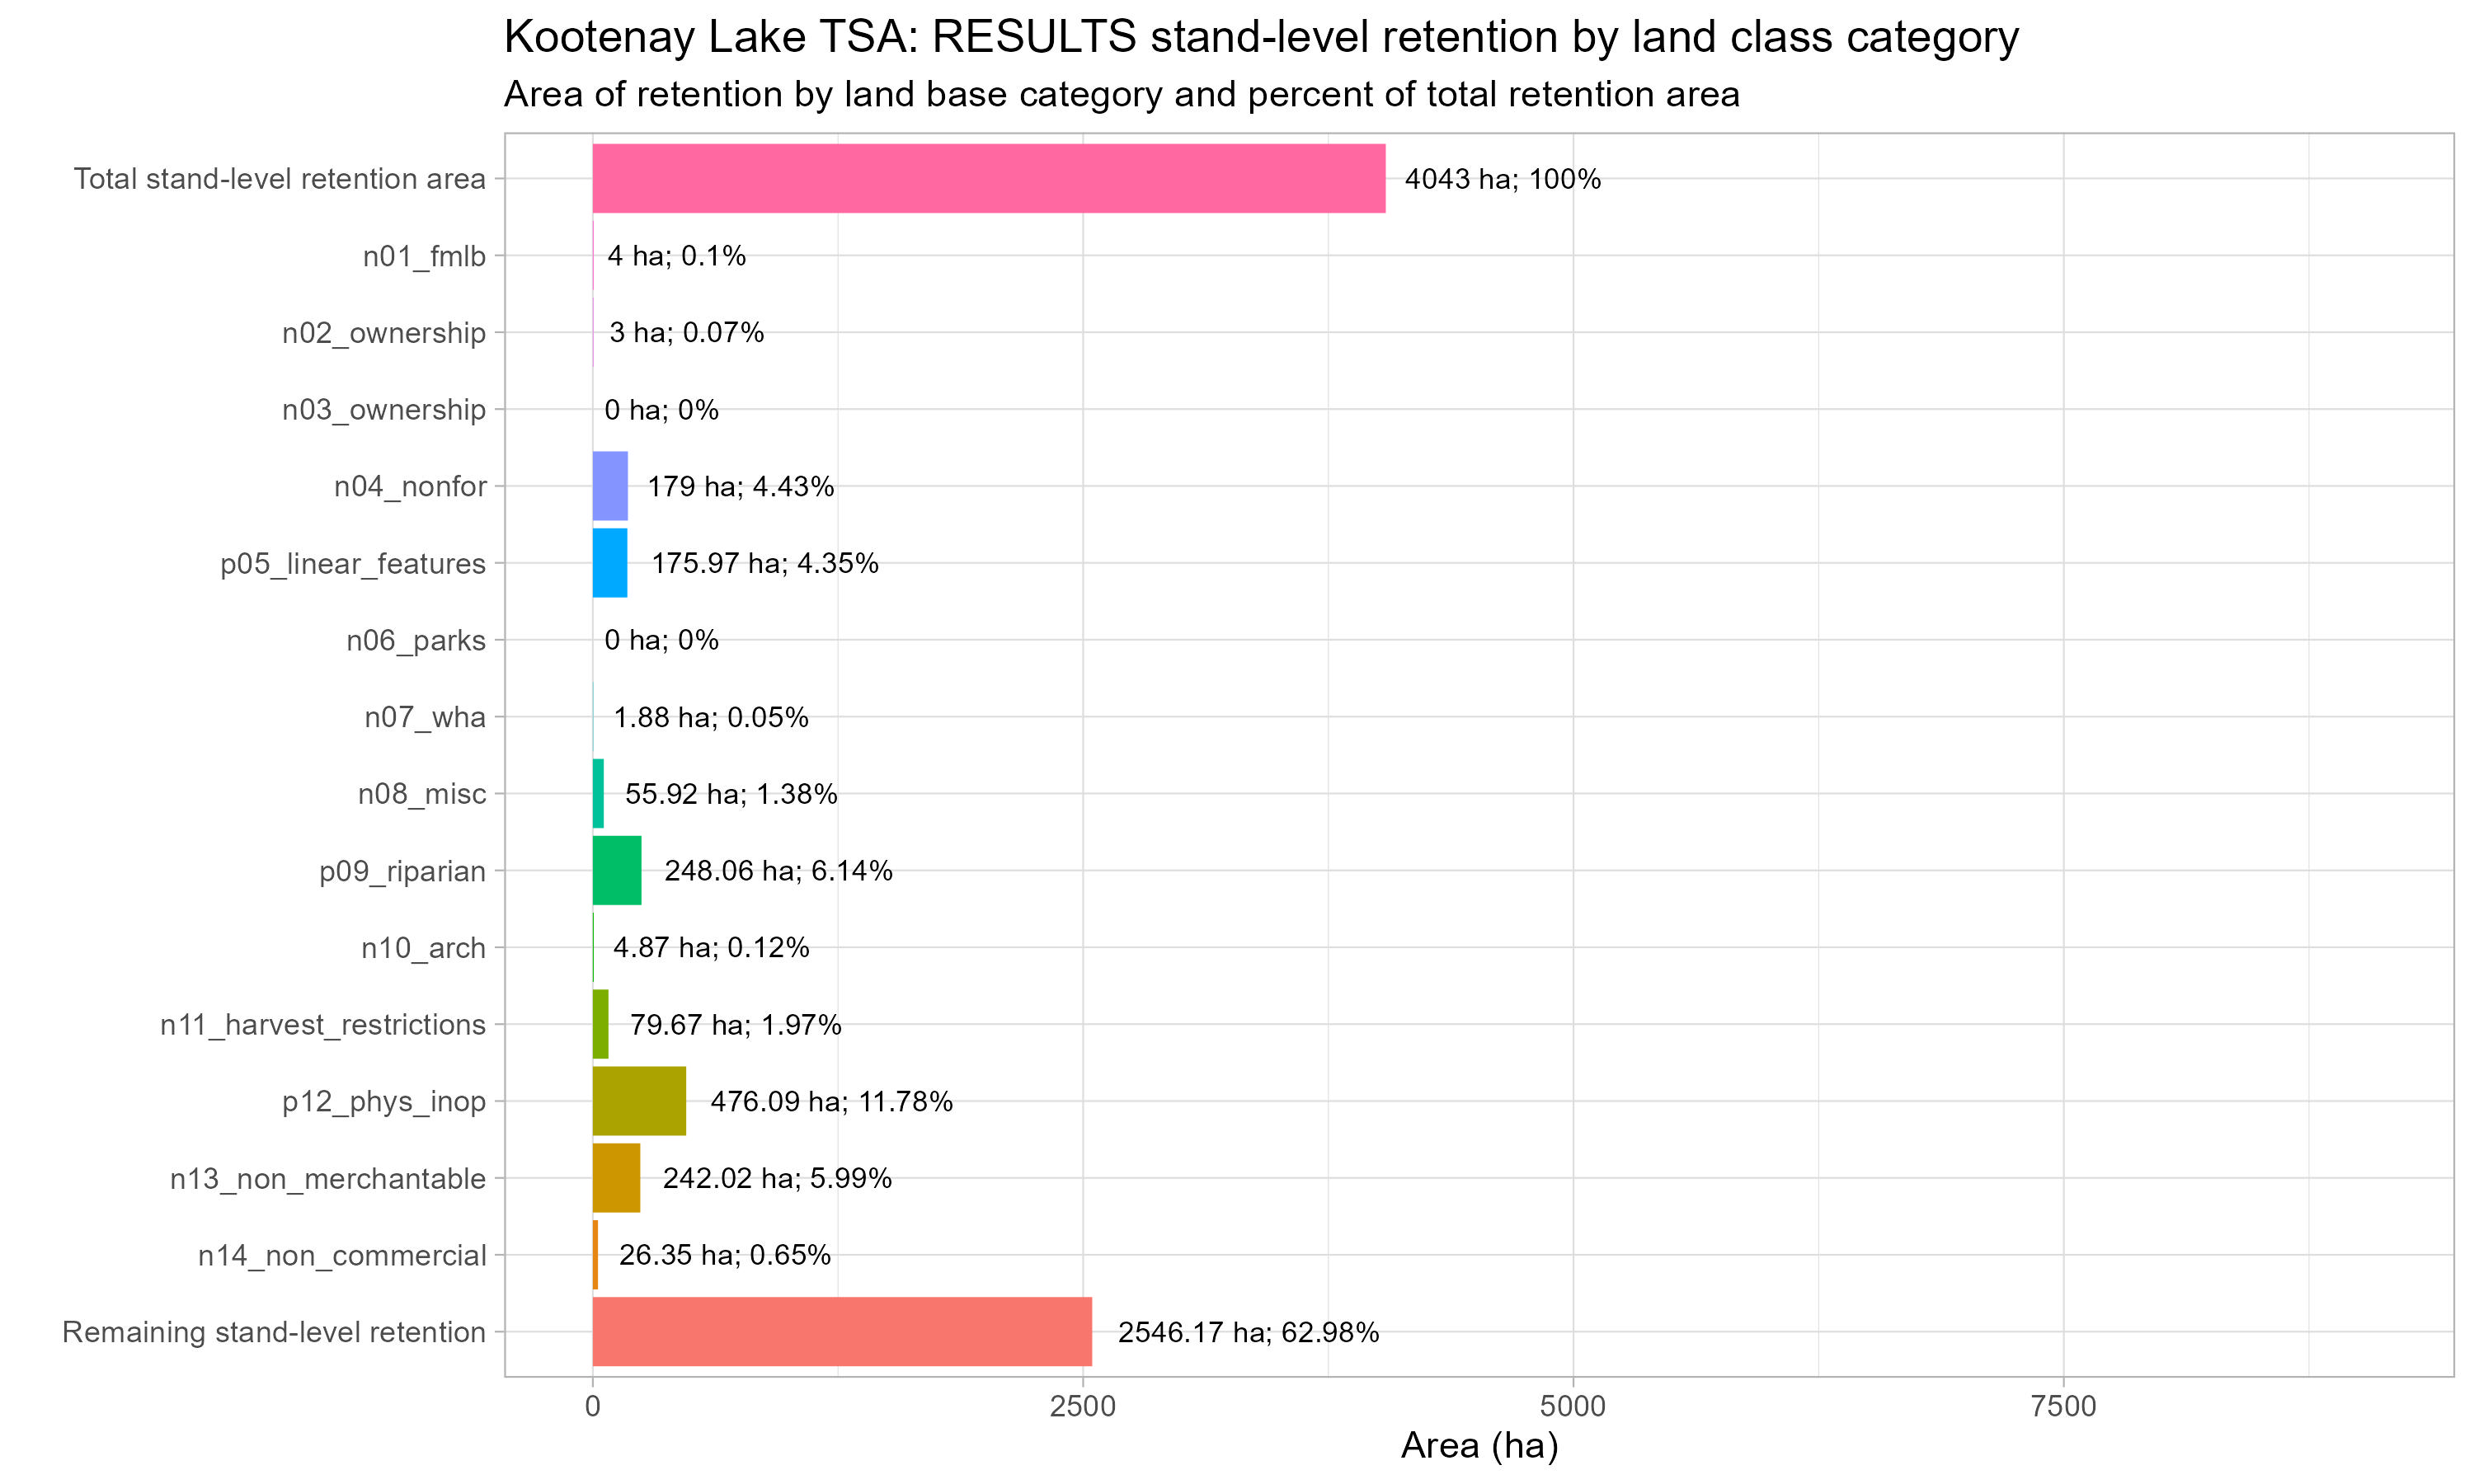 Kootenay Lake TSA: RESULTS stand-level retention by land class category
Area of retention by land base category and percent of total retention area
Total stand-level retention area 4043 ha; 100%
n01_fmlb 4 ha; 0.1%
n02_ownership 3 ha; 0.07%
n03_ownership 0 ha; 0%
n04_nonfor 179 ha; 4.43%
p05_linear_features 175.97 ha; 4.35%
n06_parks 0 ha; 0%
n07_wha 1.88 ha; 0.05%
n08_misc 55.92 ha; 1.38%
p09_riparian 248.06 ha; 6.14%
n10_arch 4.87 ha; 0.12%
n11_harvest_restrictions 79.67 ha; 1.97%
p12_phys_inop 476.09 ha; 11.78%
n13_non_merchantable 242.02 ha; 5.99%
n14_non_commercial 26.35 ha; 0.65%
Remaining stand-level retention 2546.17 ha; 62.98%
0 2500 5000 7500
Area (ha)